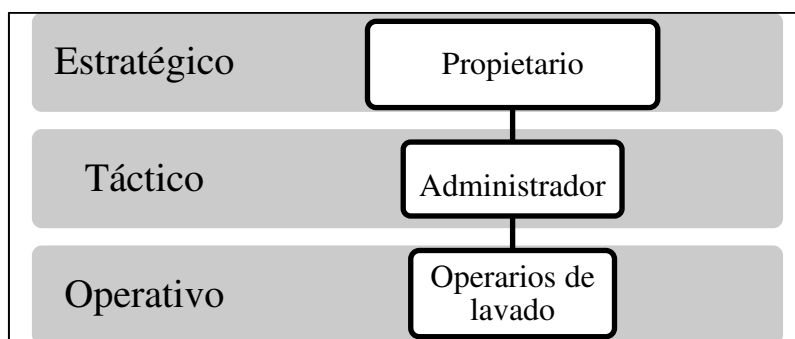 Estratégico
Propietario
Táctico
Administrador
Operativo
Operarios de
lavado